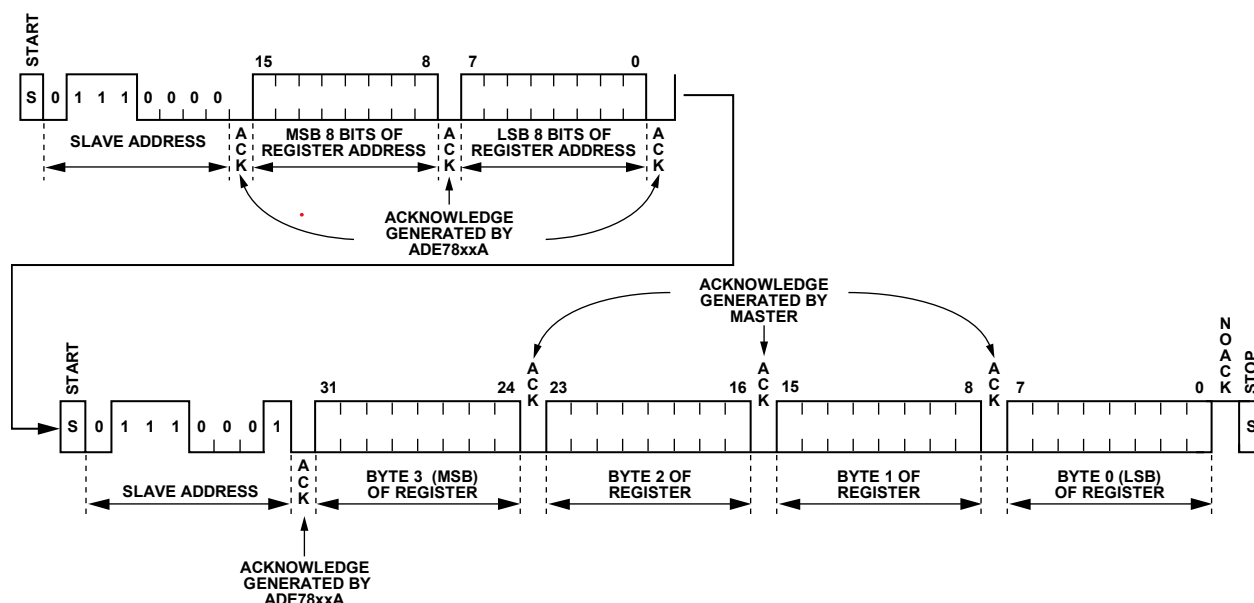 START
15 8 7 0
S 0 1 1 1 0 0 0 0
SLAVE ADDRESS
ACK
MSB 8 BITS OF
REGISTER ADDRESS
ACK
LSB 8 BITS OF
REGISTER ADDRESS
ACK
ACKNOWLEDGE
GENERATED BY
ADE78xxA
ACKNOWLEDGE
GENERATED BY
MASTER
START
31 24
ACK
23 16
ACK
15 8
ACK
7 0
NOACK
STOP
S 0 1 1 1 0 0 0 1
S
SLAVE ADDRESS
ACK
BYTE 3 (MSB)
OF REGISTER
BYTE 2 OF
REGISTER
BYTE 1 OF
REGISTER
BYTE 0 (LSB)
OF REGISTER
ACKNOWLEDGE
GENERATED BY
ADE78xxA